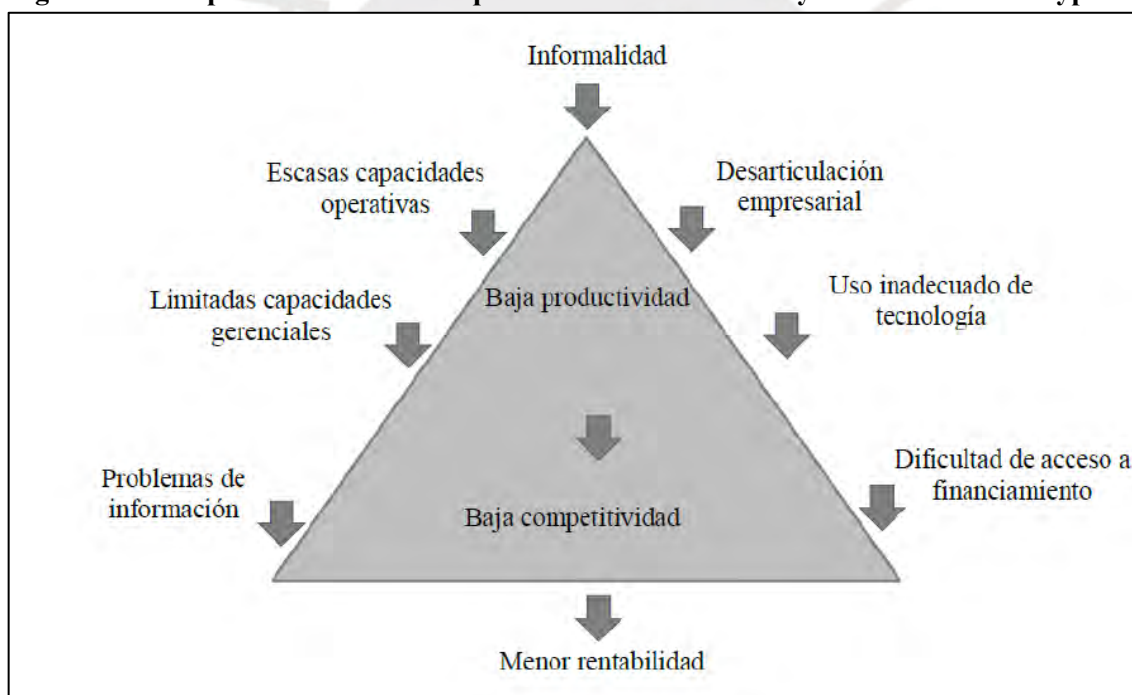 Informalidad
Escasas capacidades
operativas
Desarticulación
empresarial
Limitadas capacidades
gerenciales
Baja productividad
Uso inadecuado de
tecnología
Problemas de
información
Baja competitividad
Dificultad de acceso a
financiamiento
Menor rentabilidad